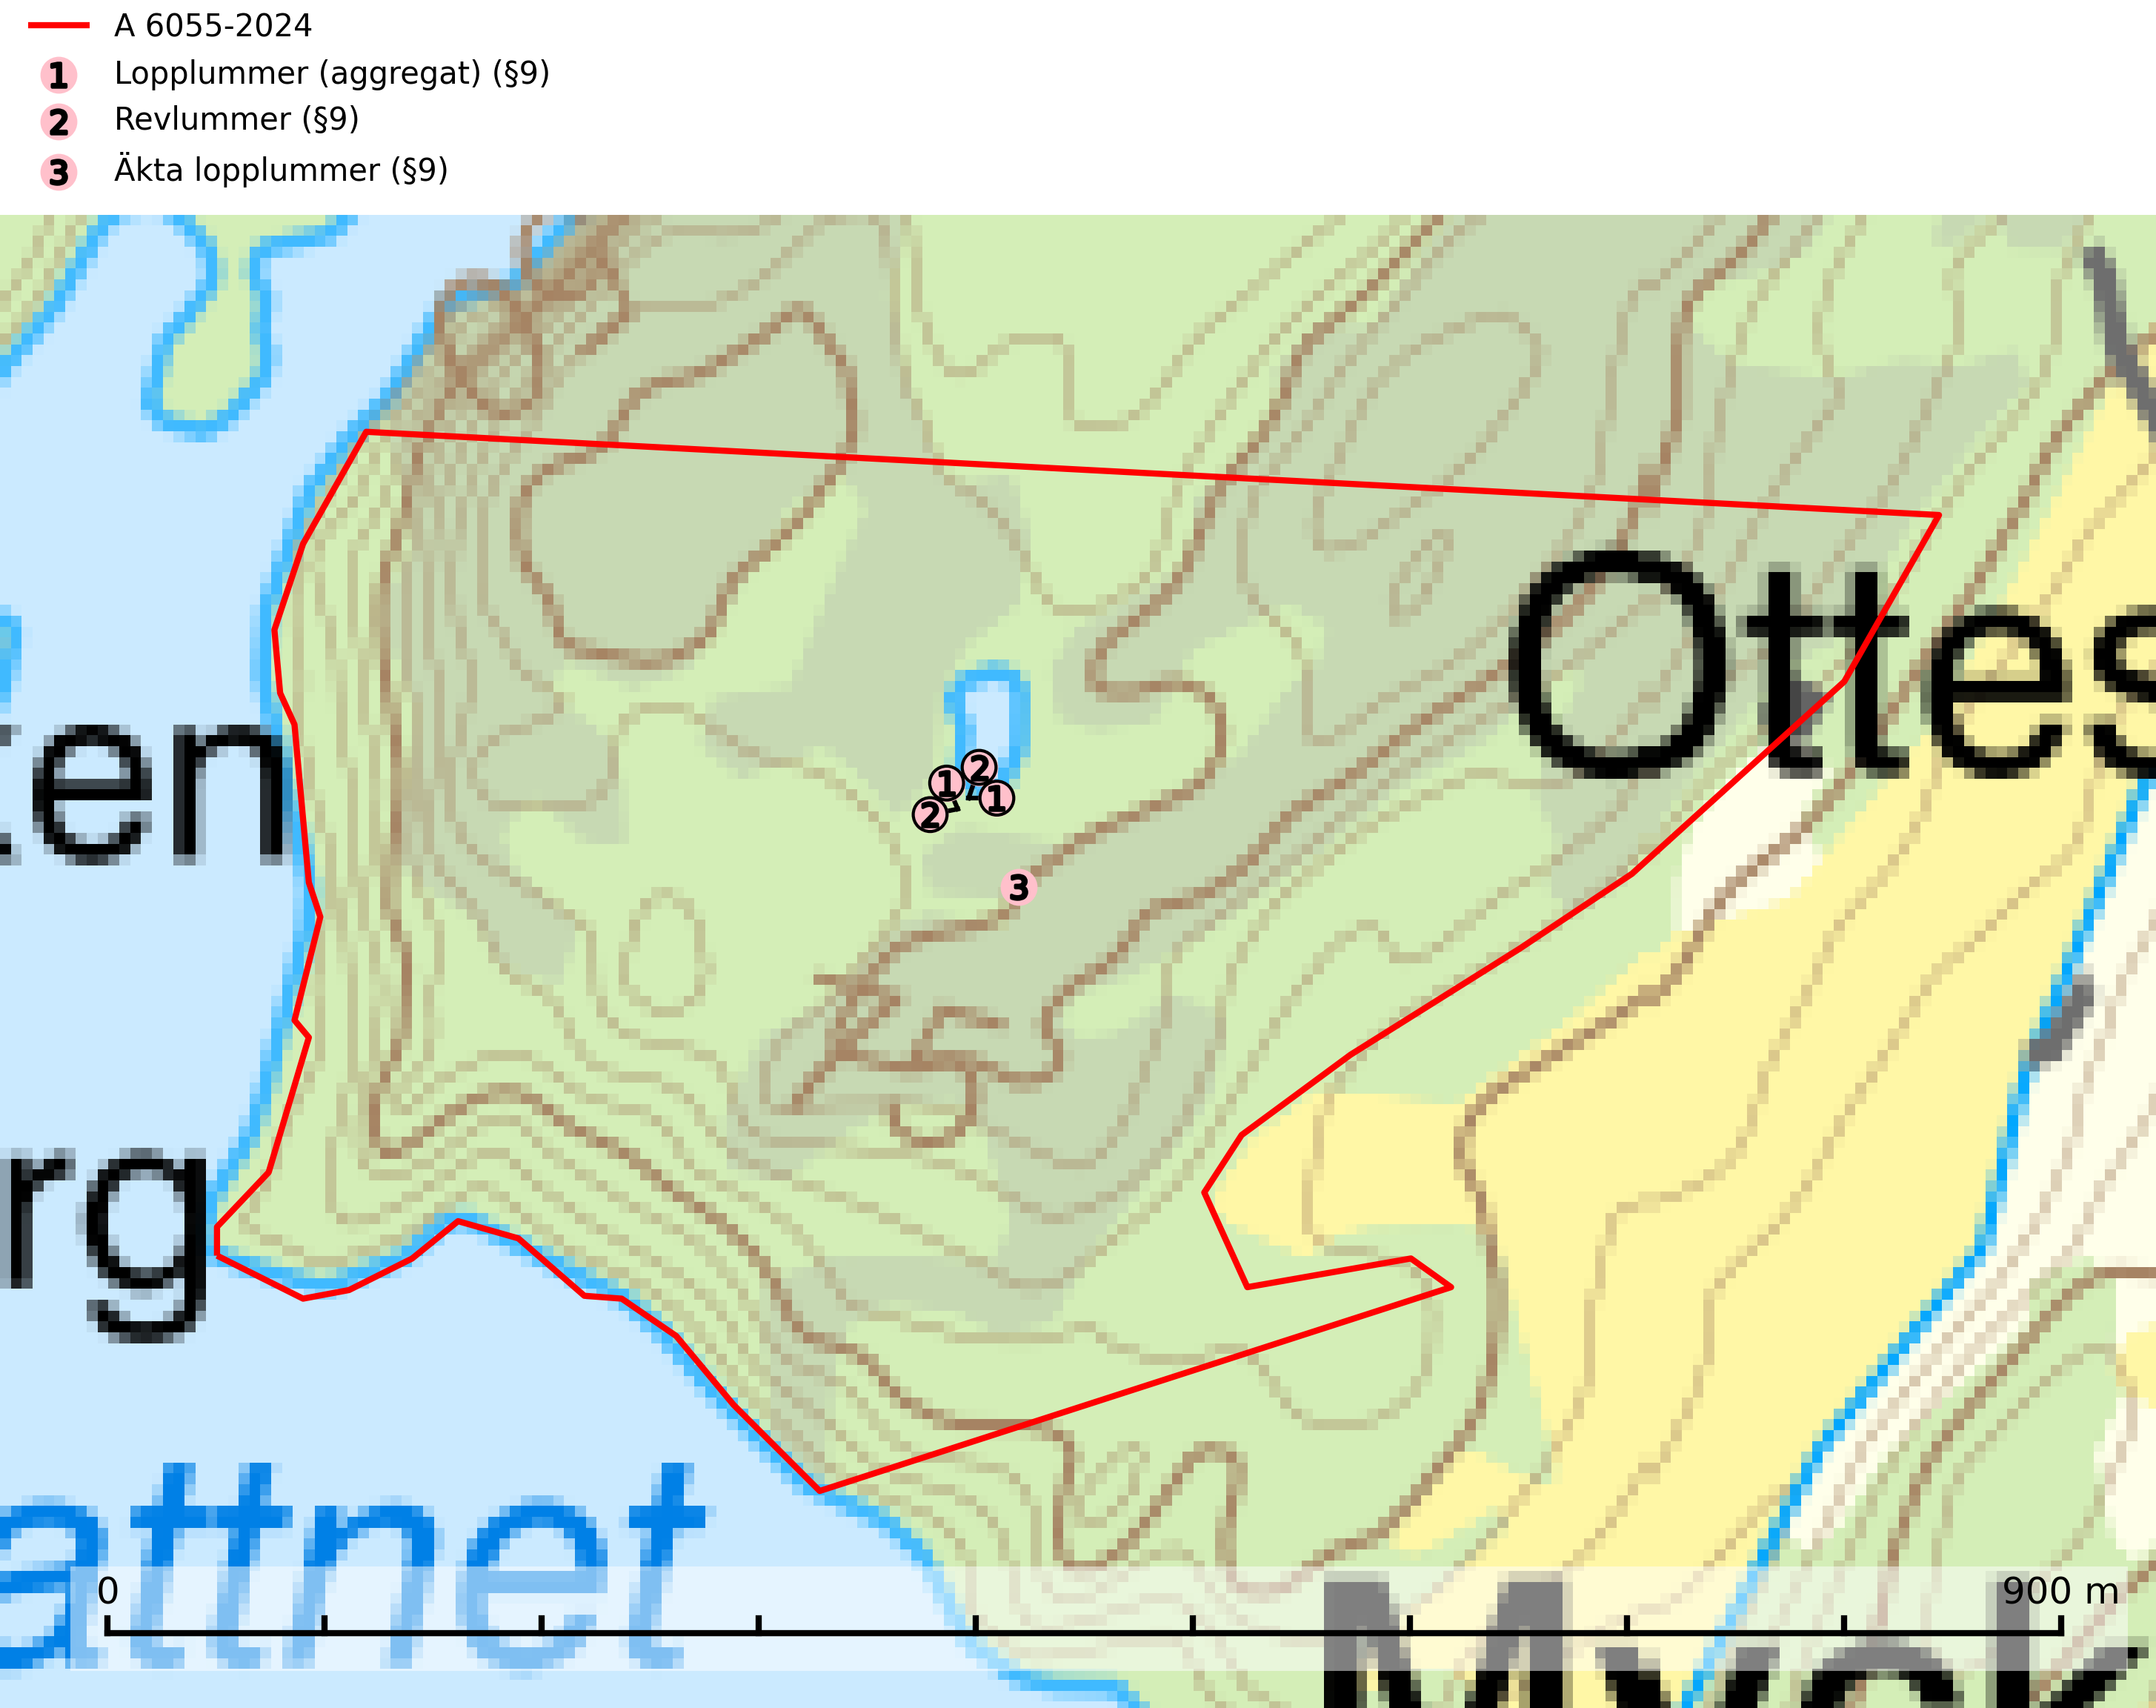 A 6055-2024
1 Lopplummer (aggregat) (§9)
2 Revlummer (§9)
3 Äkta lopplummer (§9)
Ottes
en
2
1
1
2
3
rg
attnet
0 900 m
Myck